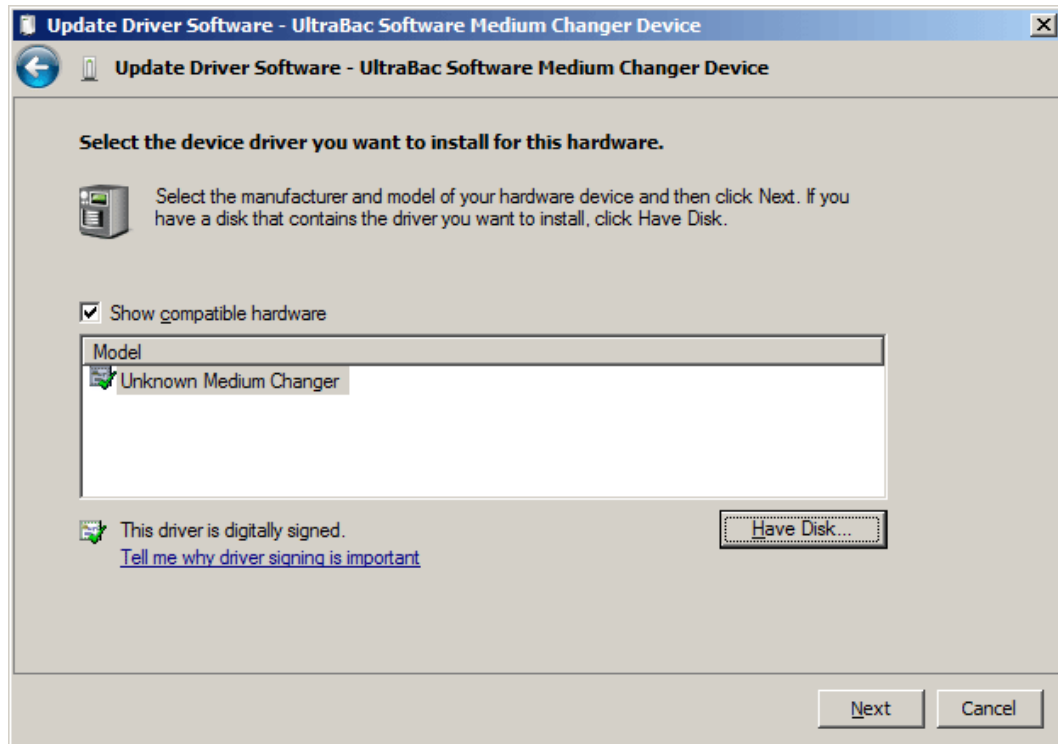 Update Driver Software - UltraBac Software Medium Changer Device
Update Driver Software - UltraBac Software Medium Changer Device
Select the device driver you want to install for this hardware.
Select the manufacturer and model of your hardware device and then click Next. If you
have a disk that contains the driver you want to install, click Have Disk.
Show compatible hardware
Model
Unknown Medium Changer
This driver is digitally signed.
Have Disk...
Tell me why driver signing is important
Next
Cancel